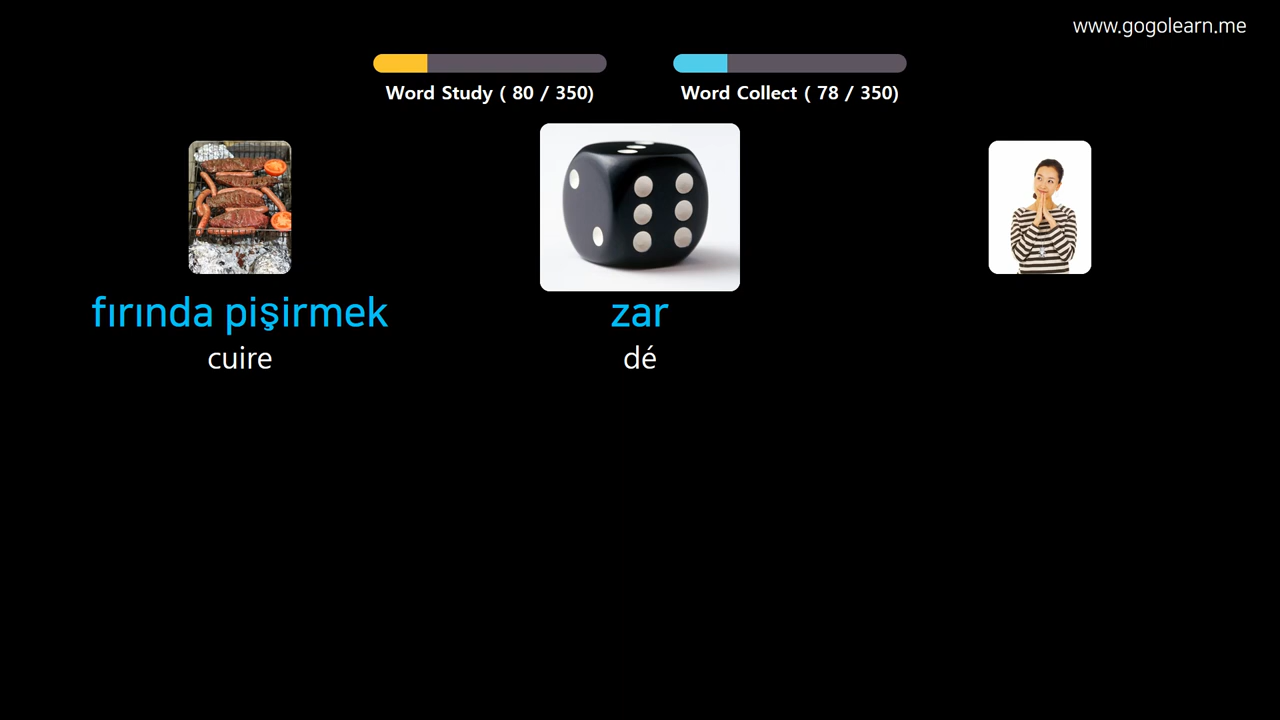 www.gogolearn.me
Word Study ( 80 / 350)
Word Collect ( 78 / 350)
fırında pişirmek
cuire
zar
dé